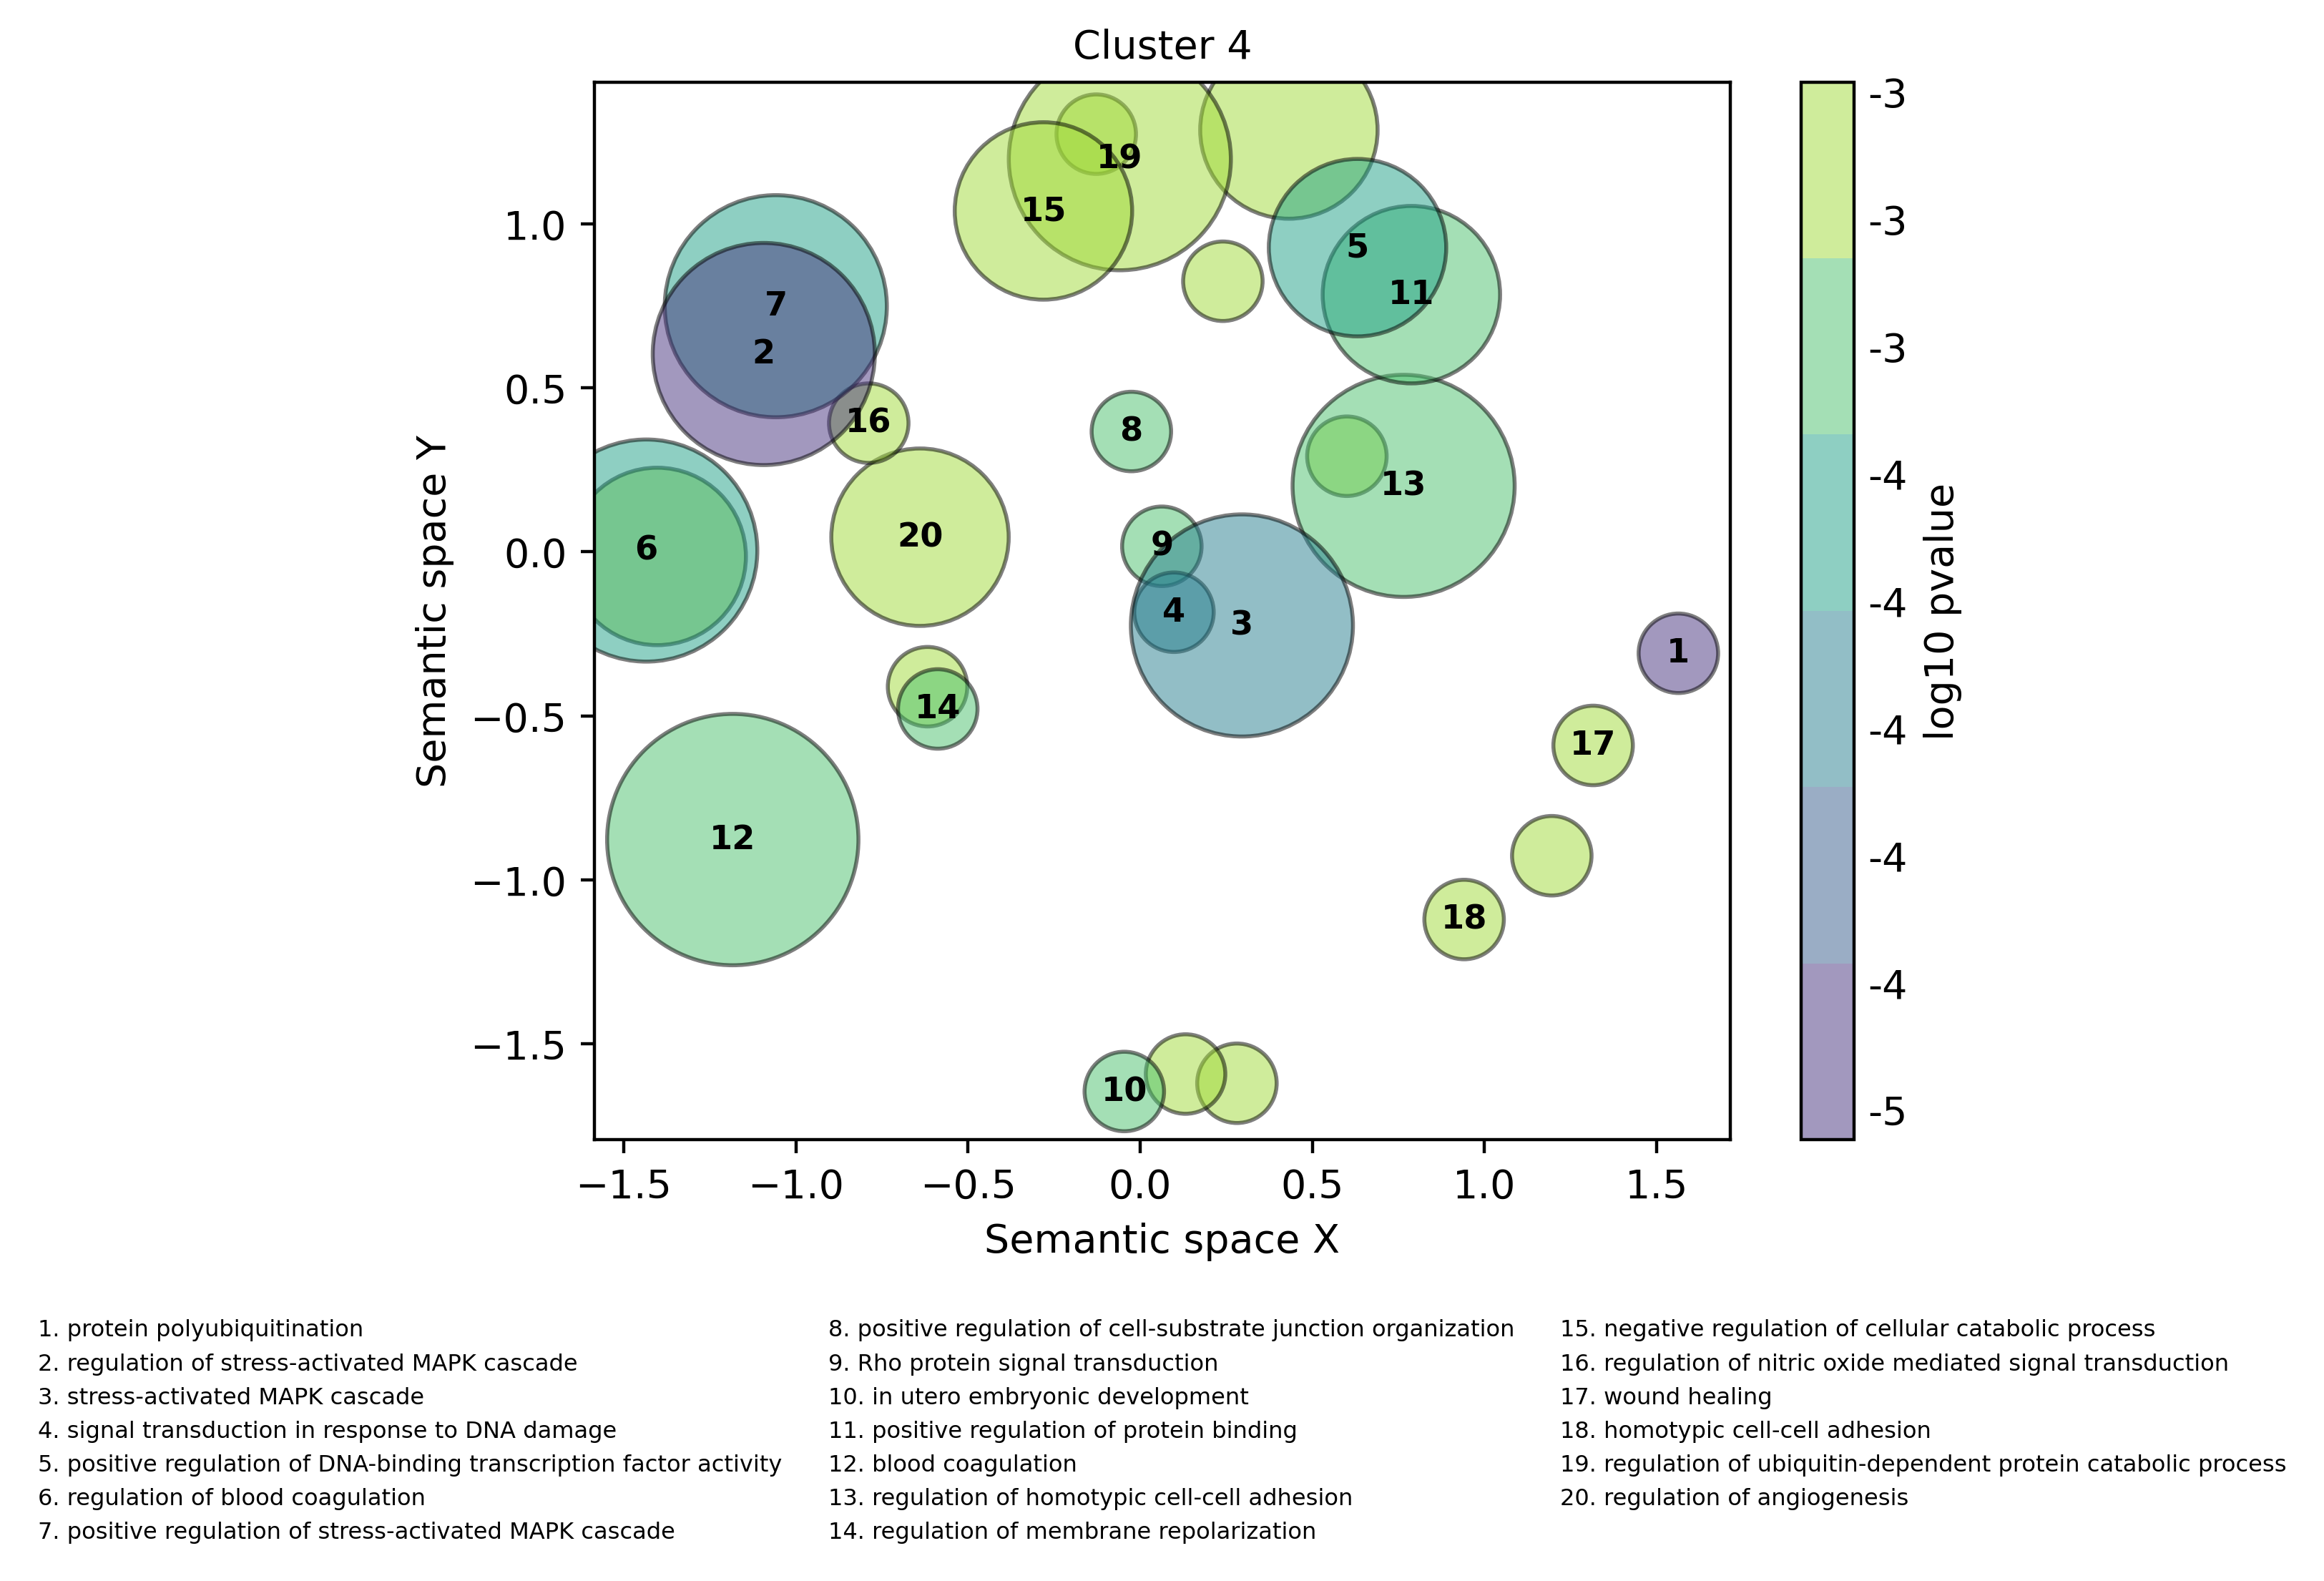 Cluster 4
Semantic space Y
1.0
0.5
0.0
−0.5
−1.0
−1.5
−1.5
−1.0
−0.5
0.0
0.5
1.0
1.5
Semantic space X
19
15
5
11
7
2
16
8
13
6
20
9
4
3
1
14
17
12
18
10
-3
-3
-3
-4
-4
-4
-4
-4
-5
log10 pvalue
1. protein polyubiquitination
2. regulation of stress-activated MAPK cascade
3. stress-activated MAPK cascade
4. signal transduction in response to DNA damage
5. positive regulation of DNA-binding transcription factor activity
6. regulation of blood coagulation
7. positive regulation of stress-activated MAPK cascade
8. positive regulation of cell-substrate junction organization
9. Rho protein signal transduction
10. in utero embryonic development
11. positive regulation of protein binding
12. blood coagulation
13. regulation of homotypic cell-cell adhesion
14. regulation of membrane repolarization
15. negative regulation of cellular catabolic process
16. regulation of nitric oxide mediated signal transduction
17. wound healing
18. homotypic cell-cell adhesion
19. regulation of ubiquitin-dependent protein catabolic process
20. regulation of angiogenesis